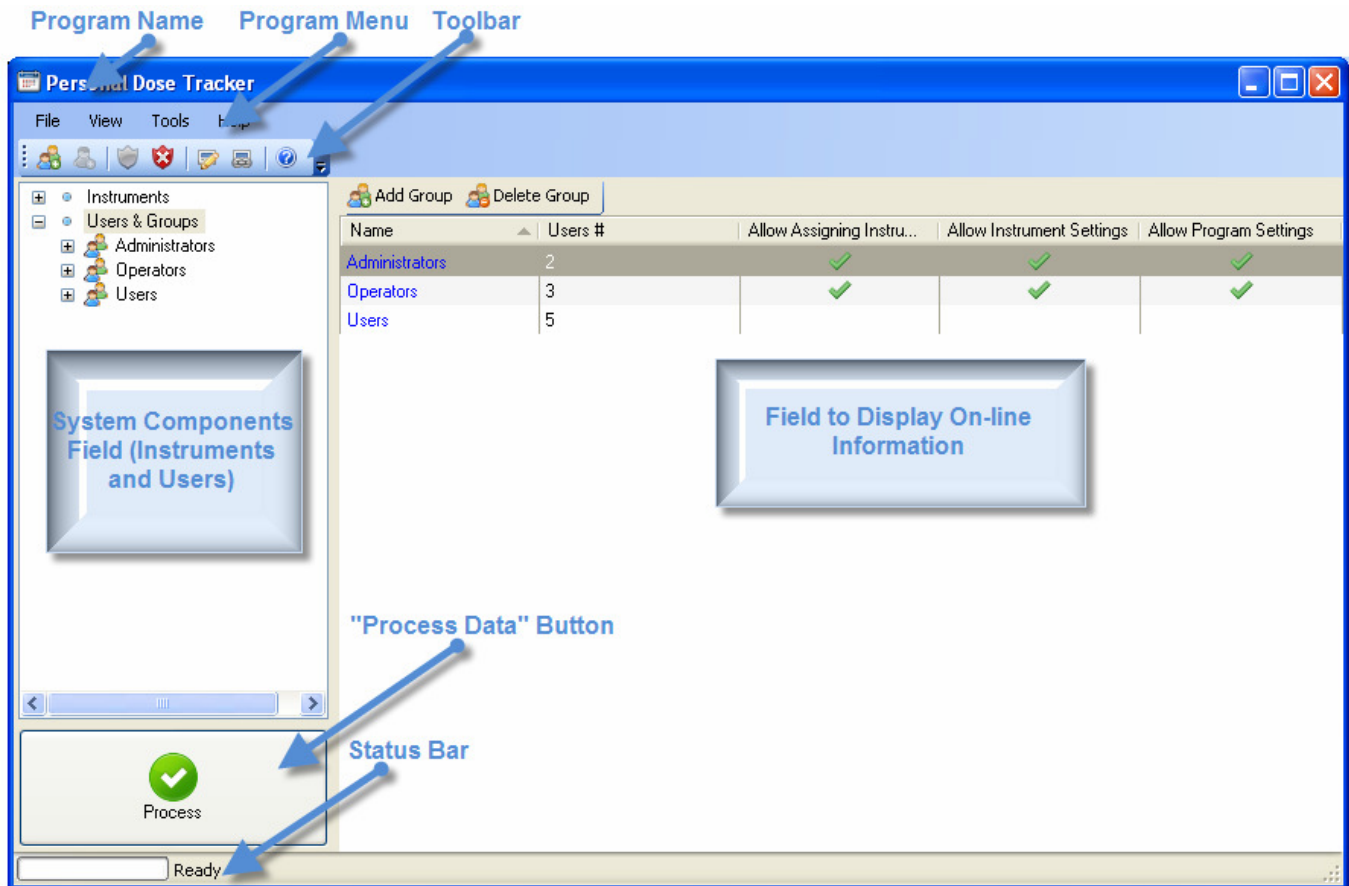 Program Name Program Menu Toolbar
Personal Dose Tracker
File View Tools Help
Instruments
Users & Groups
Administrators
Operators
Users
Add Group Delete Group
Name Users # Allow Assigning Instru... Allow Instrument Settings Allow Program Settings
Administrators 2
Operators 3
Users 5
System Components
Field (Instruments
and Users)
Field to Display On-line
Information
"Process Data" Button
Status Bar
Process
Ready